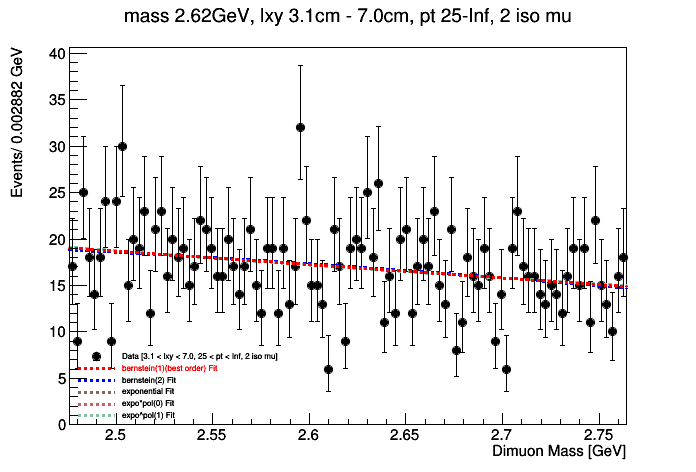 mass 2.62GeV, lxy 3.1cm - 7.0cm, pt 25-Inf, 2 iso mu
Events/ 0.002882 GeV
40
35
30
25
20
15
10
5
0
Data [3.1 < lxy < 7.0, 25 < pt < Inf, 2 iso mu]
bernstein(1)(best order) Fit
bernstein(2) Fit
exponential Fit
expo*pol(0) Fit
expo^pol(1) Fit
2.5
2.55
2.6
2.65
2.7
2.75
Dimuon Mass [GeV]